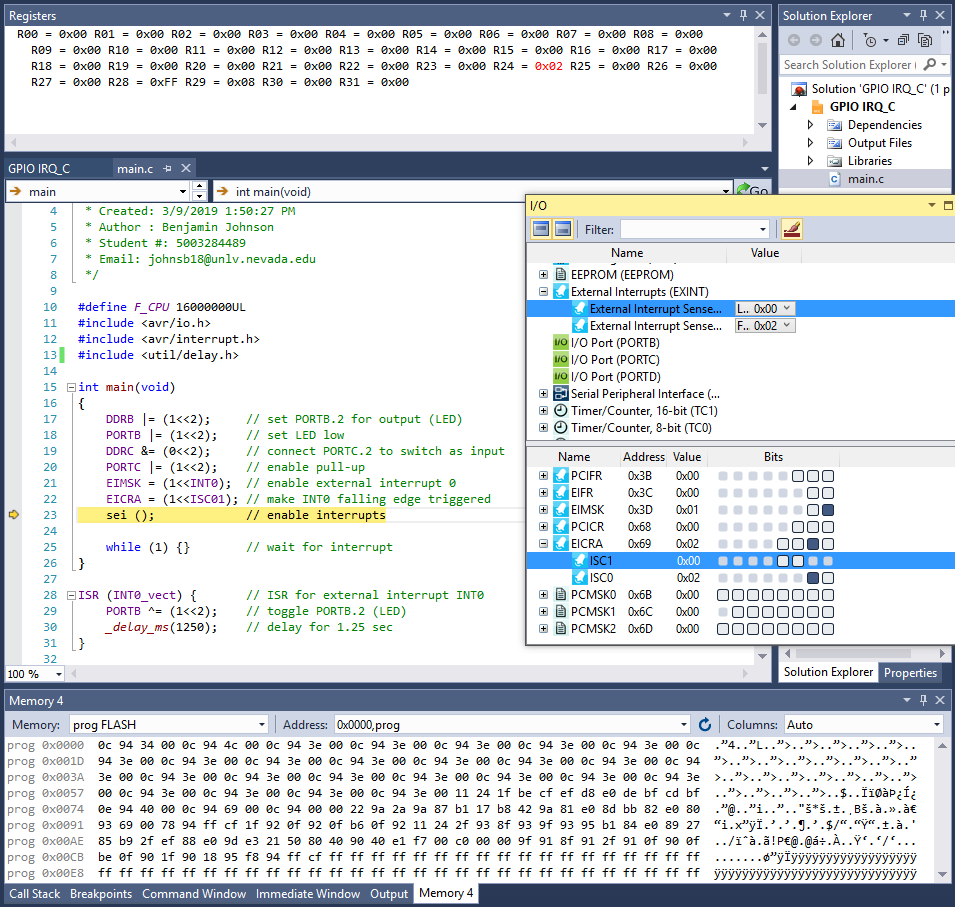 Registers
R00 = 0x00 R01 = 0x00 R02 = 0x00 R03 = 0x00 R04 = 0x00 R05 = 0x00 R06 = 0x00 R07 = 0x00 R08 = 0x00
R09 = 0x00 R10 = 0x00 R11 = 0x00 R12 = 0x00 R13 = 0x00 R14 = 0x00 R15 = 0x00 R16 = 0x00 R17 = 0x00
R18 = 0x00 R19 = 0x00 R20 = 0x00 R21 = 0x00 R22 = 0x00 R23 = 0x00 R24 = 0x02 R25 = 0x00 R26 = 0x00
R27 = 0x00 R28 = 0xFF R29 = 0x08 R30 = 0x00 R31 = 0x00
Solution Explorer
Search Solution Explorer (
Solution 'GPIO IRQ_C' (1 p
GPIO IRQ_C
Dependencies
Output Files
Libraries
main.c
GPIO IRQ_C main.c
main int main(void) Go
4 * Created: 3/9/2019 1:50:27 PM
5 * Author : Benjamin Johnson
6 * Student #: 5003284489
7 * Email: johnsb18@unlv.nevada.edu
8 */
9
10 #define F_CPU 16000000UL
11 #include <avr/io.h>
12 #include <avr/interrupt.h>
13 #include <util/delay.h>
14
15 int main(void)
16 {
17 DDRB |= (1<<2); // set PORTB.2 for output (LED)
18 PORTB |= (1<<2); // set LED low
19 DDRC &= (0<<2); // connect PORTC.2 to switch as input
20 PORTC |= (1<<2); // enable pull-up
21 EIMSK = (1<<INT0); // enable external interrupt 0
22 EICRA = (1<<ISC01); // make INT0 falling edge triggered
23 sei (); // enable interrupts
24
25 while (1) {} // wait for interrupt
26 }
27
28 ISR (INT0_vect) { // ISR for external interrupt INT0
29 PORTB ^= (1<<2); // toggle PORTB.2 (LED)
30 _delay_ms(1250); // delay for 1.25 sec
31 }
32
100 %
I/O
Filter:
Name Value
EEPROM (EEPROM)
External Interrupts (EXINT)
External Interrupt Sense... L.. 0x00
External Interrupt Sense... F.. 0x02
I/O I/O Port (PORTB)
I/O I/O Port (PORTC)
I/O I/O Port (PORTD)
Serial Peripheral Interface (...
Timer/Counter, 16-bit (TC1)
Timer/Counter, 8-bit (TC0)
Name Address Value Bits
PCIFR 0x3B 0x00
EIFR 0x3C 0x00
EIMSK 0x3D 0x01
PCICR 0x68 0x00
EICRA 0x69 0x02
ISC1 0x00
ISC0 0x02
PCMSK0 0x6B 0x00
PCMSK1 0x6C 0x00
PCMSK2 0x6D 0x00
Solution Explorer Properties
Memory 4
Memory: prog FLASH Address: 0x0000,prog Columns: Auto
prog 0x0000 0c 94 34 00 0c 94 4c 00 0c 94 3e 00 0c 94 3e 00 0c 94 3e 00 0c 94 3e 00 0c 94 3e 00 0c
prog 0x001D 94 3e 00 0c 94 3e 00 0c 94 3e 00 0c 94 3e 00 0c 94 3e 00 0c 94 3e 00 0c 94 3e 00 0c 94
prog 0x003A 3e 00 0c 94 3e 00 0c 94 3e 00 0c 94 3e 00 0c 94 3e 00 0c 94 3e 00 0c 94 3e 00 0c 94 3e
prog 0x0057 00 0c 94 3e 00 0c 94 3e 00 0c 94 3e 00 0c 94 3e 00 11 24 1f be cf ef d8 e0 de bf cd bf
prog 0x0074 0e 94 40 00 0c 94 69 00 0c 94 00 00 22 9a 2a 9a 87 b1 17 b8 42 9a 81 e0 8d bb 82 e0 80
prog 0x0091 93 69 00 78 94 ff cf 1f 92 0f 92 0f b6 0f 92 11 24 2f 93 8f 93 9f 93 95 b1 84 e0 89 27
prog 0x00AE 85 b9 2f ef 88 e0 9d e3 21 50 80 40 90 40 e1 f7 00 c0 00 00 9f 91 8f 91 2f 91 0f 90 0f
prog 0x00CB be 0f 90 1f 90 18 95 f8 94 ff cf ff ff ff ff ff ff ff ff ff ff ff ff ff ff ff ff ff ff
prog 0x00E8 ff ff ff ff ff ff ff ff ff ff ff ff ff ff ff ff ff ff ff ff ff ff ff ff ff ff ff ff ff
Call Stack Breakpoints Command Window Immediate Window Output Memory 4